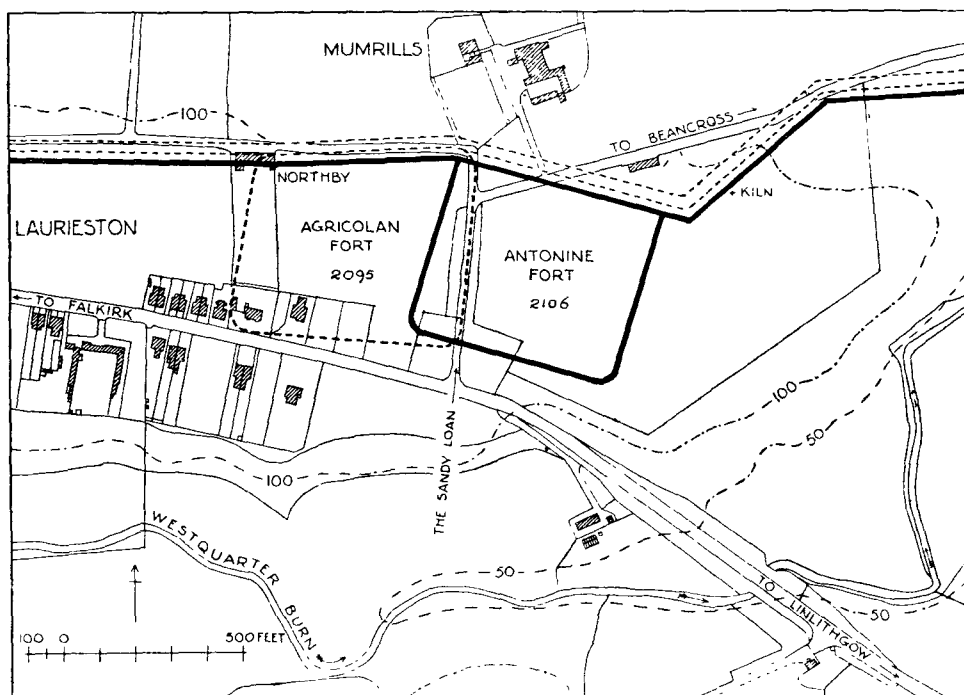 MUMRILLS
100
TO BEANCROSS
NORTHBY
KILN
LAURIESTON
AGRICOLAN
FORT
2095
ANTONINE
FORT
2106
TO FALKIRK
100
50
100
THE SANDY LOAN
WESTQUARTER
BURN
50
TO LINLITHGOW
50
100 0 500 FEET